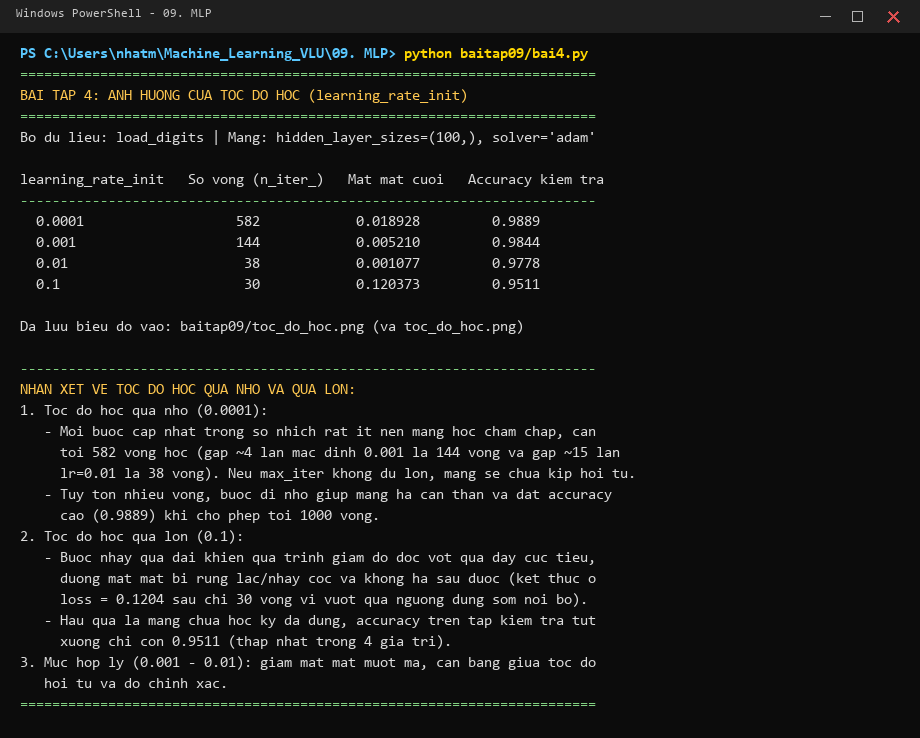 Windows PowerShell - 09. MLP
PS C:\Users\nhatm\Machine_Learning_VLU\09. MLP> python baitap09/bai4.py
========================================================================
BAI TAP 4: ANH HUONG CUA TOC DO HOC (learning_rate_init)
========================================================================
Bo du lieu: load_digits | Mang: hidden_layer_sizes=(100,), solver='adam'
learning_rate_init   So vong (n_iter_)   Mat mat cuoi   Accuracy kiem tra
------------------------------------------------------------------------
0.0001   582   0.018928   0.9889
0.001   144   0.005210   0.9844
0.01   38   0.001077   0.9778
0.1   30   0.120373   0.9511
Da luu bieu do vao: baitap09/toc_do_hoc.png (va toc_do_hoc.png)
------------------------------------------------------------------------
NHAN XET VE TOC DO HOC QUA NHO VA QUA LON:
1. Toc do hoc qua nho (0.0001):
- Moi buoc cap nhat trong so nhich rat it nen mang hoc cham chap, can
toi 582 vong hoc (gap ~4 lan mac dinh 0.001 la 144 vong va gap ~15 lan
lr=0.01 la 38 vong). Neu max_iter khong du lon, mang se chua kip hoi tu.
- Tuy ton nhieu vong, buoc di nho giup mang ha can than va dat accuracy
cao (0.9889) khi cho phep toi 1000 vong.
2. Toc do hoc qua lon (0.1):
- Buoc nhay qua dai khien qua trinh giam do doc vot qua day cuc tieu,
duong mat mat bi rung lac/nhay coc va khong ha sau duoc (ket thuc o
loss = 0.1204 sau chi 30 vong vi vuot qua nguong dung som noi bo).
- Hau qua la mang chua hoc ky da dung, accuracy tren tap kiem tra tut
xuong chi con 0.9511 (thap nhat trong 4 gia tri).
3. Muc hop ly (0.001 - 0.01): giam mat mat muot ma, can bang giua toc do
hoi tu va do chinh xac.
========================================================================